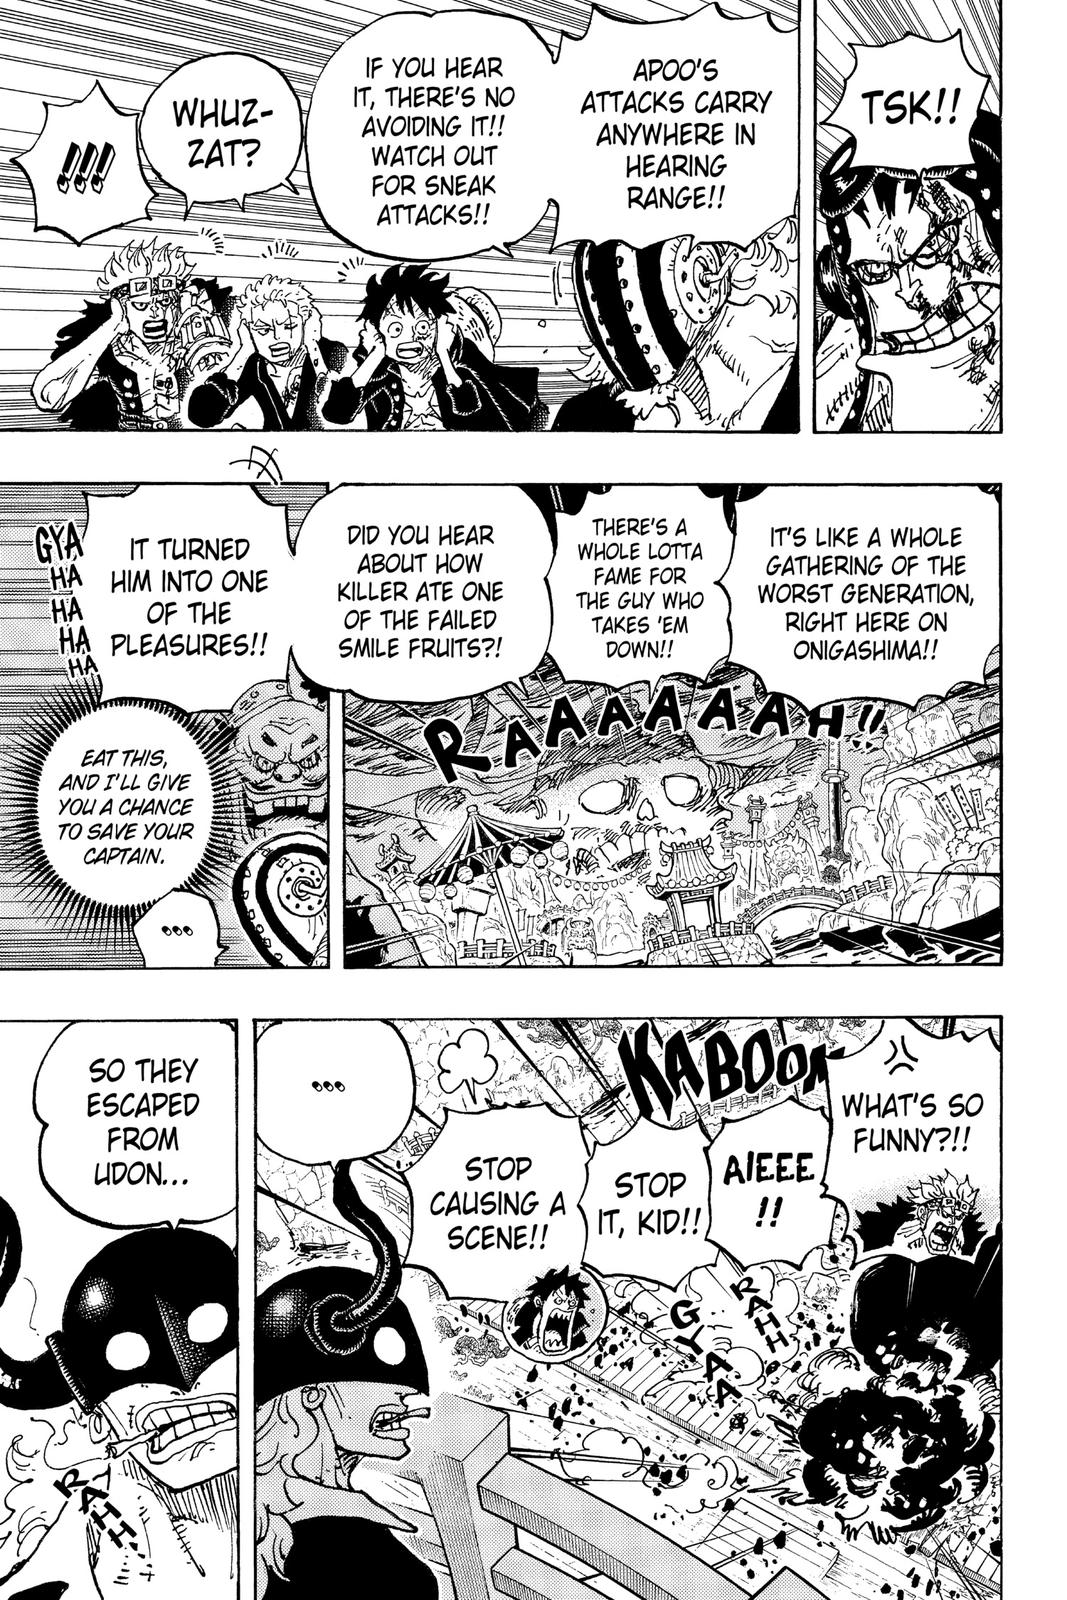 TSK!!
APOO'S
ATTACKS CARRY
ANYWHERE IN
HEARING
RANGE!!
IF YOU HEAR
IT, THERE'S NO
AVOIDING IT!!
WATCH OUT
FOR SNEAK
ATTACKS!!
WHUZ-
ZAT?
!!!
IT'S LIKE A WHOLE
GATHERING OF THE
WORST GENERATION,
RIGHT HERE ON
ONIGASHIMA!!
THERE'S A
WHOLE LOTTA
FAME FOR
THE GUY WHO
TAKES 'EM
DOWN!!
DID YOU HEAR
ABOUT HOW
KILLER ATE ONE
OF THE FAILED
SMILE FRUITS?!
RAAAAAAAH!!
IT TURNED
HIM INTO ONE
OF THE
PLEASURES!!
GYA
HA
HA
HA
HA
EAT THIS,
AND I'LL GIVE
YOU A CHANCE
TO SAVE YOUR
CAPTAIN.
...
WHAT'S SO
FUNNY?!!
KABOOM
AIEEE
!!
STOP
IT, KID!!
STOP
CAUSING A
SCENE!!
RAHH
GYAA
...
SO THEY
ESCAPED
FROM
UDON...
RAHHH